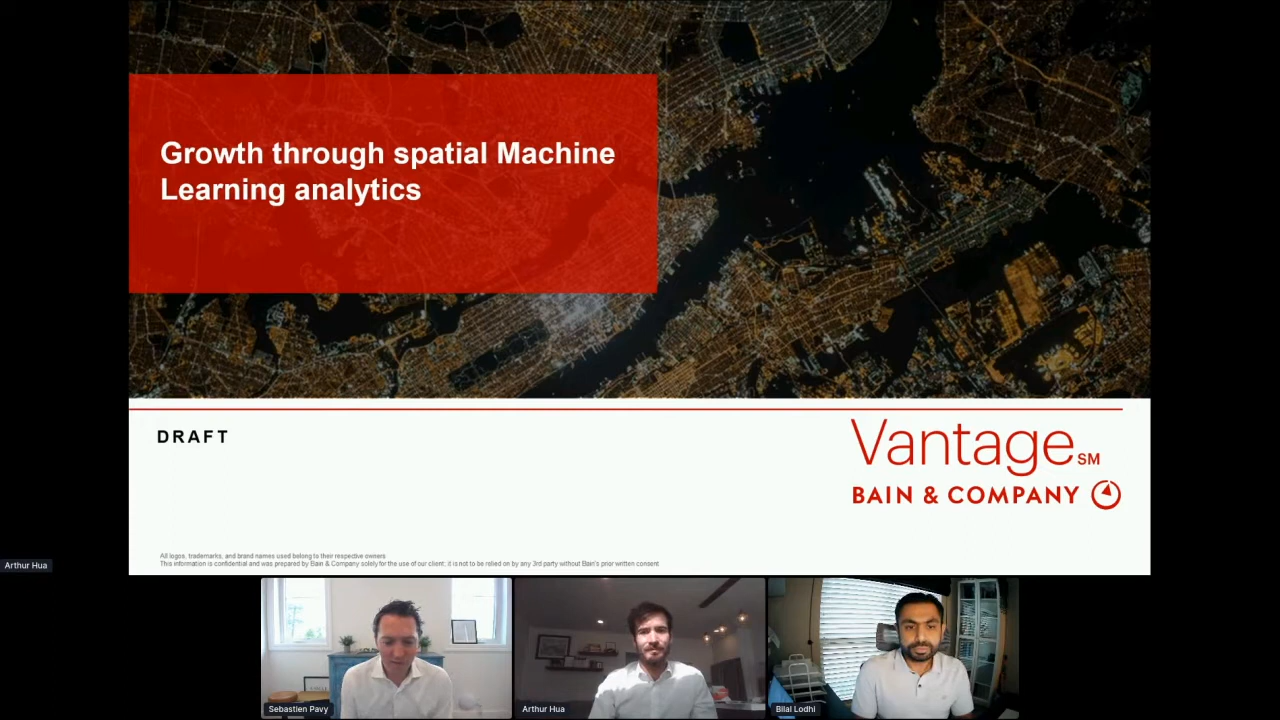 Growth through spatial Machine
Learning analytics
DRAFT
Vantage SM
BAIN & COMPANY
All logos, trademarks, and brand names used belong to their respective owners
This information is confidential and was prepared by Bain & Company solely for the use of our client; it is not to be relied on by any 3rd party without Bain's prior written consent
Arthur Hua
Sebastien Pavy
Arthur Hua
Bilal Lodhi